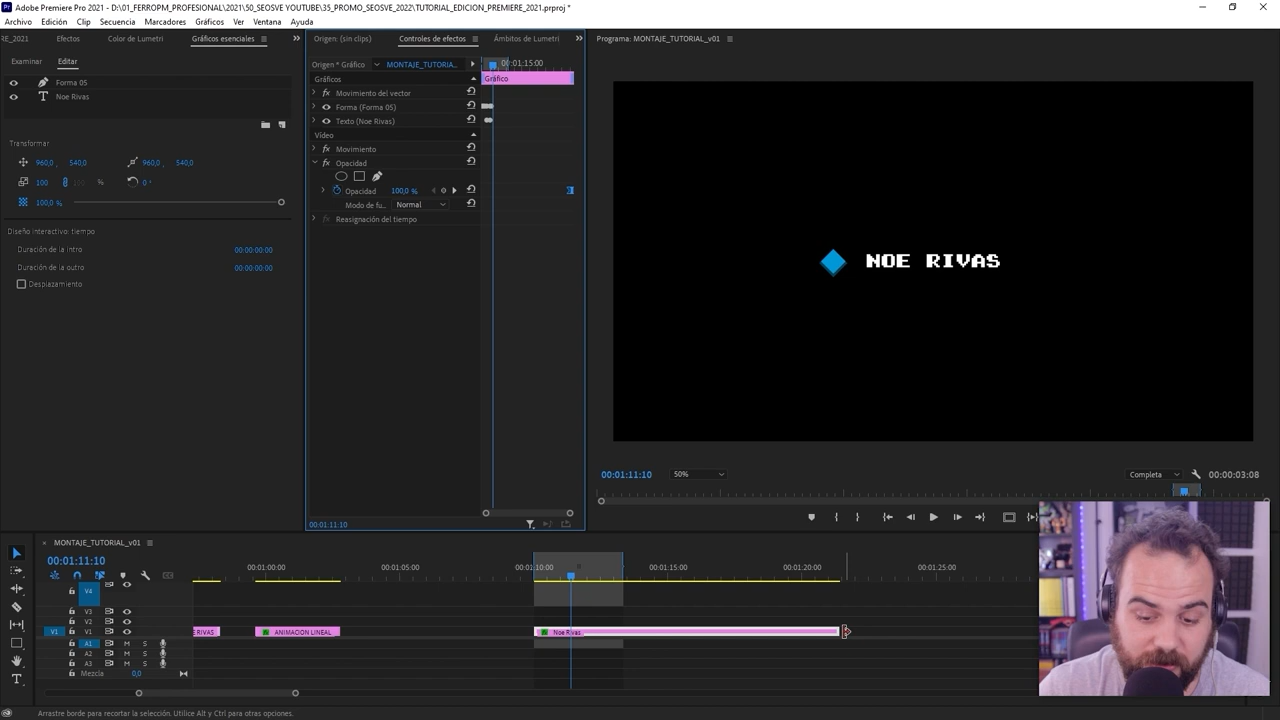 Adobe Premiere Pro 2021 - D:\01_FERROPM_PROFESIONAL\2021\50_SEOSVE YOUTUBE\35_PROMO_SEOSVE_2022\TUTORIAL_EDICION_PREMIERE_2021.prproj *
Archivo Edición Clip Secuencia Marcadores Gráficos Ver Ventana Ayuda
RE_2021 Efectos Color de Lumetri Gráficos esenciales
Examinar Editar
Forma 05
Noe Rivas
Transformar
960,0 , 540,0 960,0 , 540,0
100 100 % 0 °
100,0 %
Diseño interactivo: tiempo
Duración de la intro 00:00:00:00
Duración de la outro 00:00:00:00
Desplazamiento
Origen: (sin clips) Controles de efectos Ámbitos de Lumetri
Origen * Gráfico MONTAJE_TUTORIA... 00:01:15:00
Gráficos Gráfico
fx Movimiento del vector
Forma (Forma 05)
Texto (Noe Rivas)
Vídeo
fx Movimiento
fx Opacidad
Opacidad 100,0 %
Modo de fu... Normal
fx Reasignación del tiempo
00:01:11:10
Programa: MONTAJE_TUTORIAL_v01
NOE RIVAS
00:01:11:10 50% Completa 00:00:03:08
× MONTAJE_TUTORIAL_v01
00:01:11:10
00:01:00:00 00:01:05:00 00:01:10:00 00:01:15:00 00:01:20:00 00:01:25:00
V4
V3
V2
V1 V1 RIVAS ANIMACION LINEAL Noe Rivas
A1 M S
A2 M S
A3 M S
Mezcla 0,0
Arrastre borde para recortar la selección. Utilice Alt y Ctrl para otras opciones.